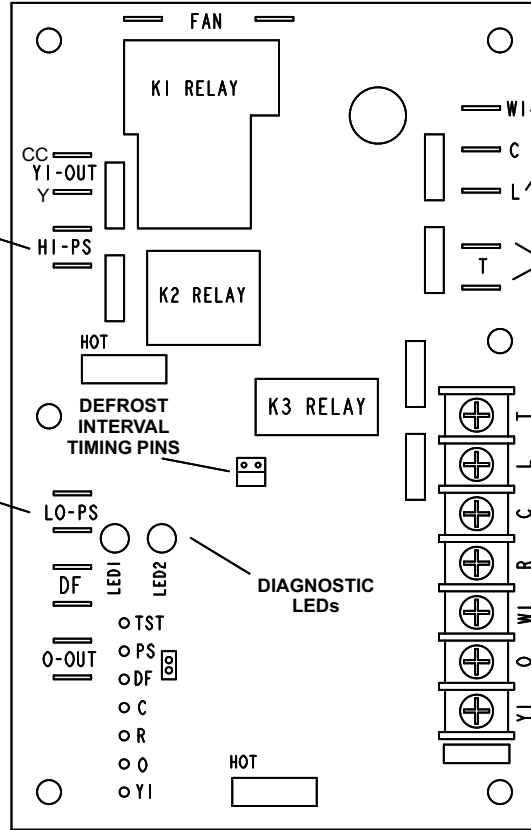 FAN
K1 RELAY
W1
C
L
T
CC
Y1-OUT
Y
HI-PS
K2 RELAY
HOT
DEFROST
INTERVAL
TIMING PINS
K3 RELAY
LO-PS
LED1
LED2
DIAGNOSTIC
LEDs
DF
O-OUT
TST
PS
DF
C
R
O
Y1
HOT
T
L
C
R
W1
O
Y1